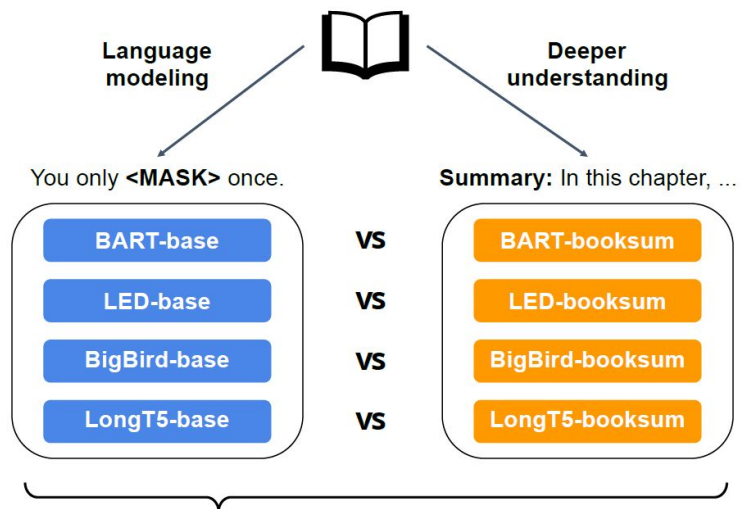 Language
modeling
Deeper
understanding
You only <MASK> once.
Summary: In this chapter, ...
BART-base
vs
BART-booksum
LED-base
vs
LED-booksum
BigBird-base
vs
BigBird-booksum
LongT5-base
vs
LongT5-booksum